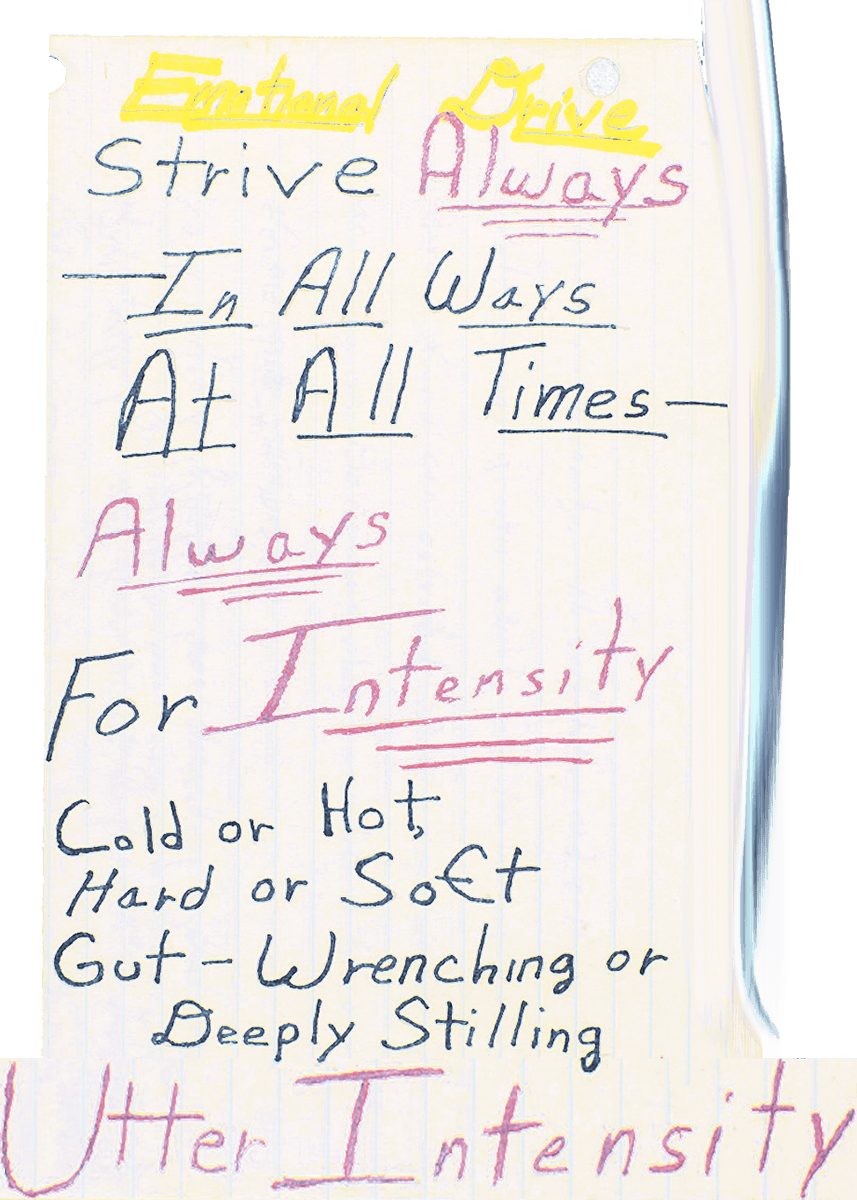 Emotional Drive
Strive Always
—In All Ways
At All Times—
Always
For Intensity
Cold or Hot,
Hard or Soft
Gut-Wrenching or
Deeply Stilling
Utter Intensity